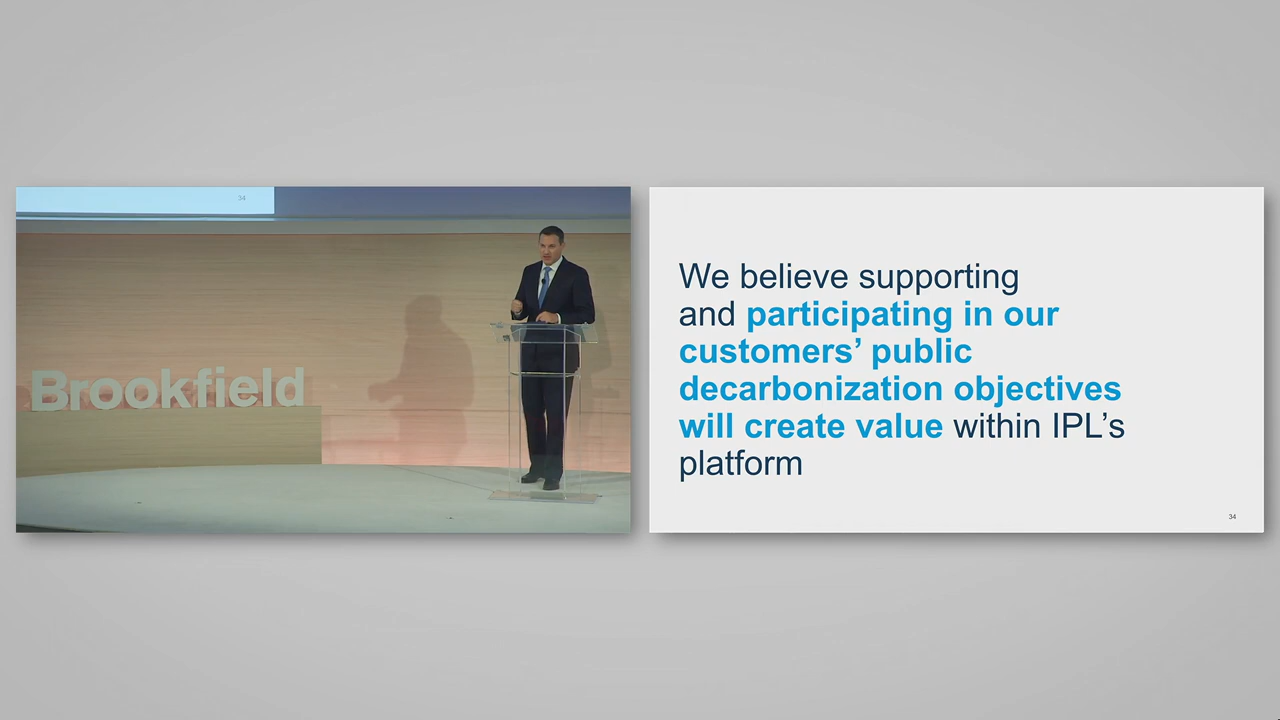 34
Brookfield
We believe supporting
and participating in our
customers’ public
decarbonization objectives
will create value within IPL’s
platform
34